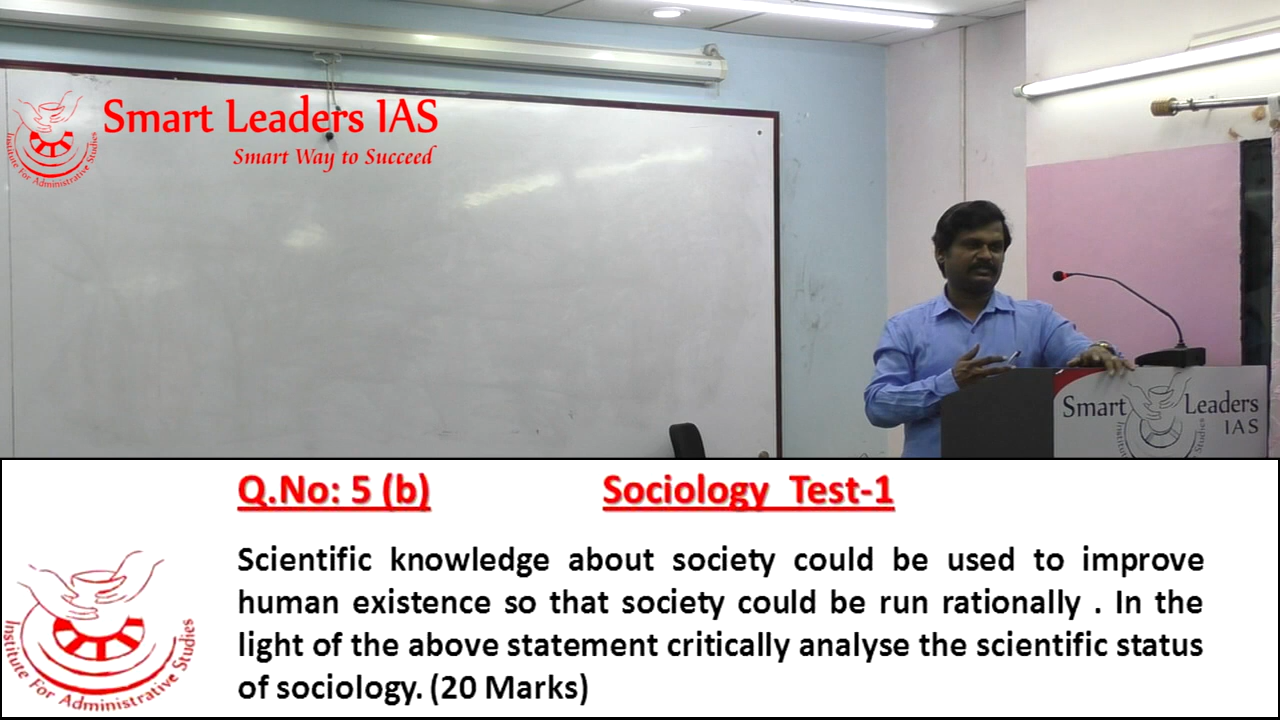 Smart Leaders IAS
Smart Way to Succeed
Institute For Administrative Studies
Smart Leaders
IAS
Q.No: 5 (b) Sociology Test-1
Scientific knowledge about society could be used to improve
human existence so that society could be run rationally . In the
light of the above statement critically analyse the scientific status
of sociology. (20 Marks)
Institute For Administrative Studies